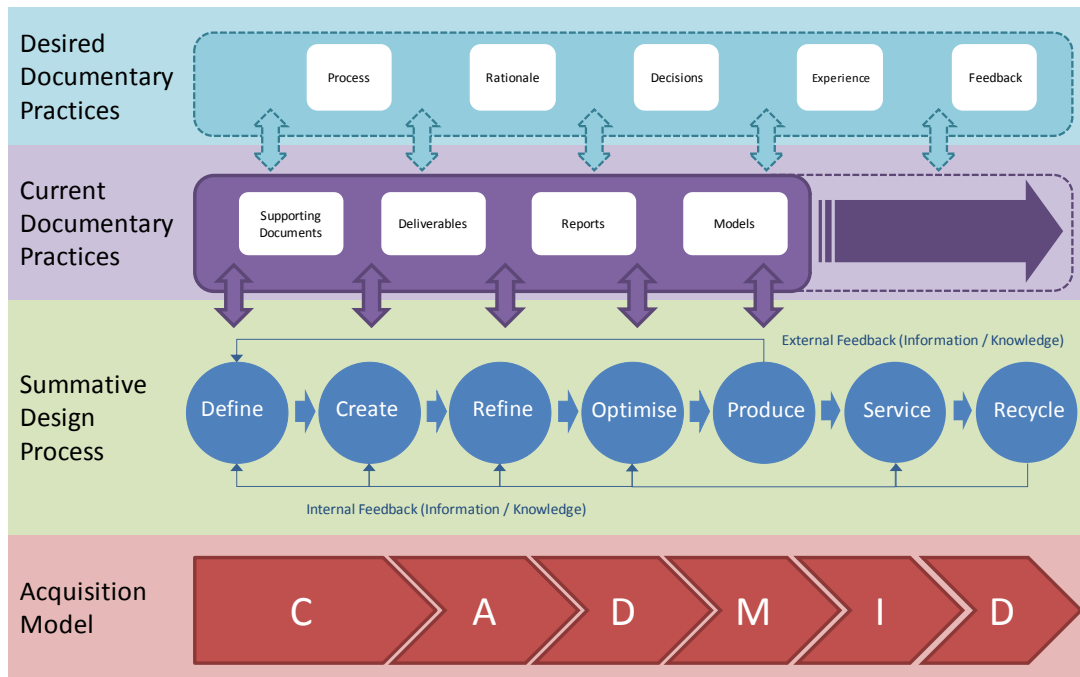 Desired
Documentary
Practices
Process
Rationale
Decisions
Experience
Feedback
Current
Documentary
Practices
Supporting
Documents
Deliverables
Reports
Models
External Feedback (Information / Knowledge)
Summative
Design
Process
Define
Create
Refine
Optimise
Produce
Service
Recycle
Internal Feedback (Information / Knowledge)
Acquisition
Model
C
A
D
M
I
D